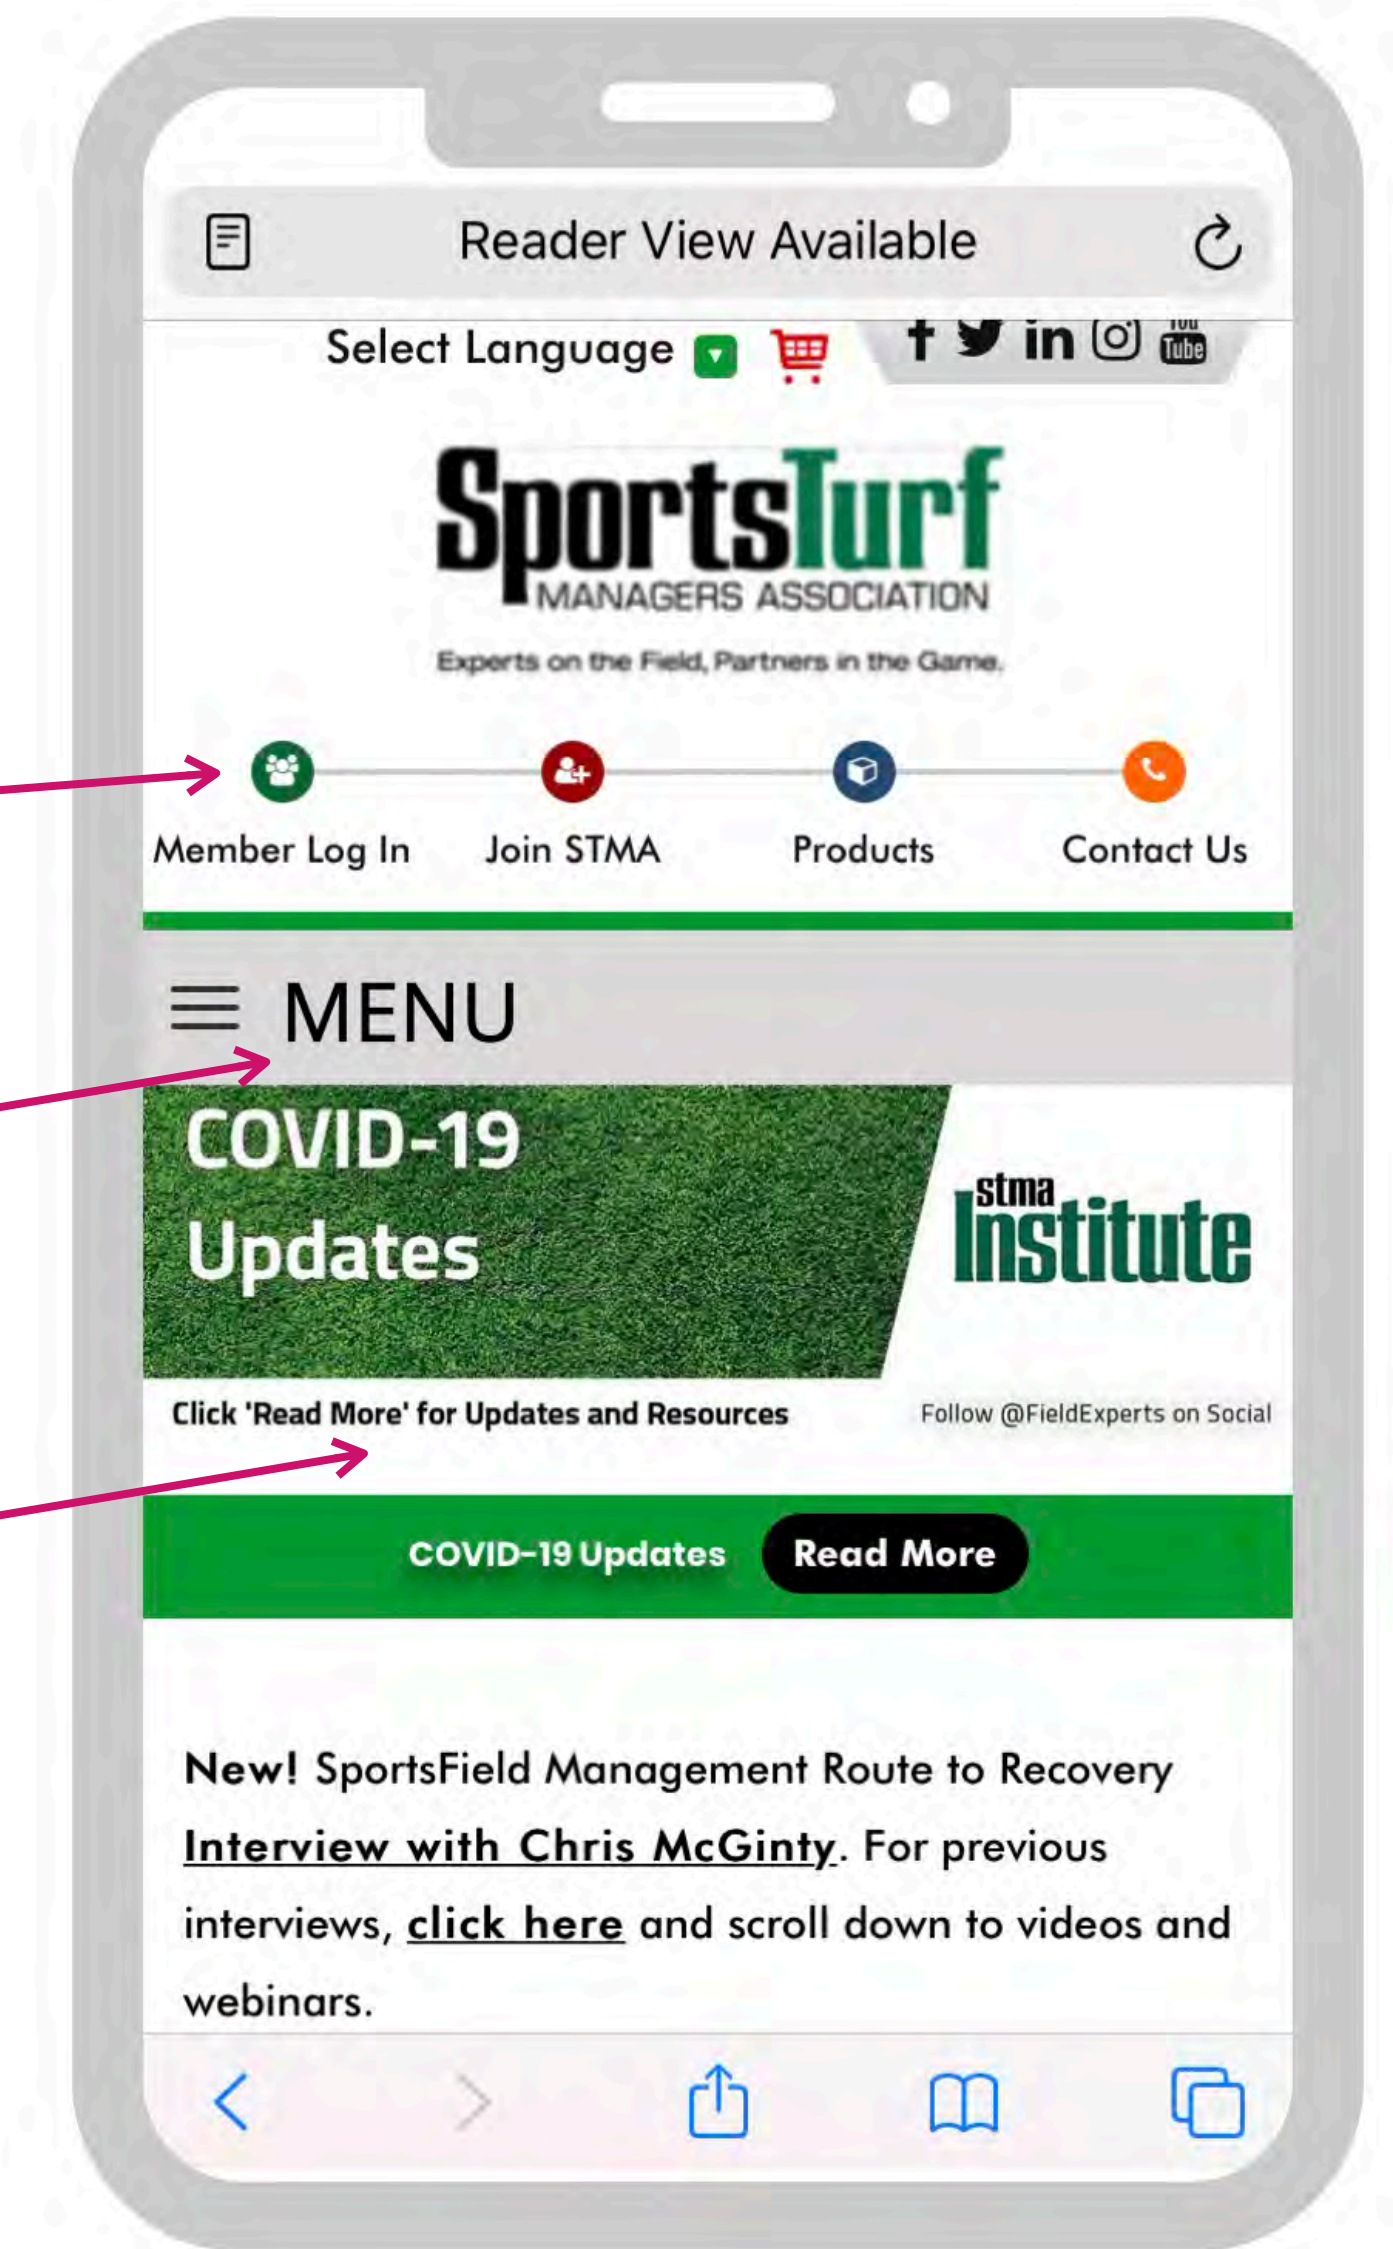 Reader View Available
Select Language
f in You Tube
SportsTurf
MANAGERS ASSOCIATION
Experts on the Field, Partners in the Game.
Member Log In Join STMA Products Contact Us
MENU
COVID-19
Updates
stma
Institute
Click 'Read More' for Updates and Resources
Follow @FieldExperts on Social
COVID-19 Updates Read More
New! SportsField Management Route to Recovery
Interview with Chris McGinty. For previous
interviews, click here and scroll down to videos and
webinars.